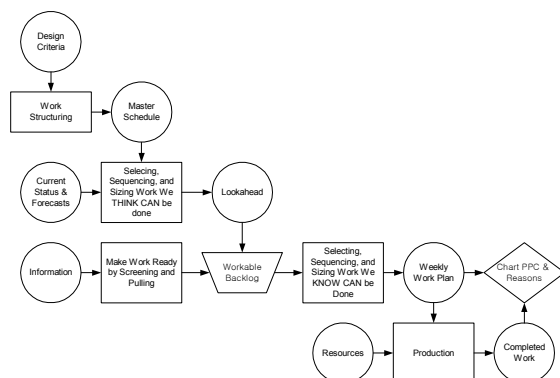 Design
Criteria
Work
Structuring
Master
Schedule
Current
Status &
Forecasts
Selecing,
Sequencing, and
Sizing Work We
THINK CAN be
done
Lookahead
Information
Make Work Ready
by Screening and
Pulling
Workable
Backlog
Selecting,
Sequencing, and
Sizing Work We
KNOW CAN be
Done
Weekly
Work Plan
Chart PPC &
Reasons
Resources
Production
Completed
Work